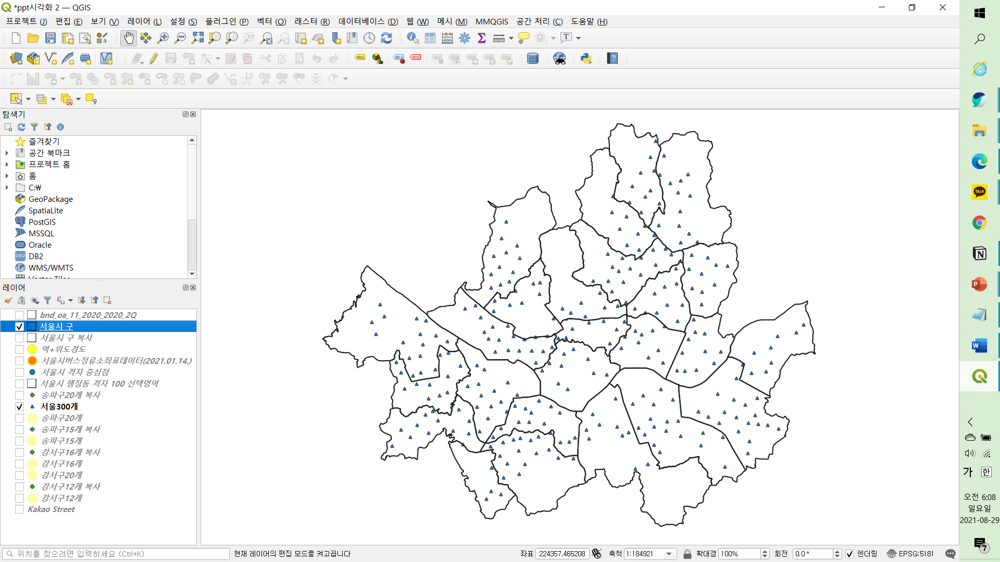 *ppt시각화 2 — QGIS
프로젝트 (J) 편집 (E) 보기 (V) 레이어 (L) 설정 (S) 플러그인 (P) 벡터 (O) 래스터 (R) 데이터베이스 (D) 웹 (W) 메시 (M) MMQGIS 공간 처리 (C) 도움말 (H)
탐색기
즐겨찾기
공간 북마크
프로젝트 홈
홈
C:₩
GeoPackage
SpatiaLite
PostGIS
MSSQL
Oracle
DB2
WMS/WMTS
Vector Tiles
레이어
bnd_oa_11_2020_2020_2Q
서울시 구
서울시 구 복사
역+위도경도
서울시버스정류소좌표데이터(2021.01.14.)
서울시 격자 중심점
서울시 행정동 격자 100 선택영역
송파구20개 복사
서울300개
송파구20개
송파구15개 복사
송파구15개
강서구16개 복사
강서구16개
강서구20개
강서구12개 복사
강서구12개
Kakao Street
위치를 찾으려면 입력하세요 (Ctrl+K) 현재 레이어의 편집 모드를 켜고끕니다 좌표 224357,465208 축척 1:184921 확대경 100% 회전 0.0 ° 렌더링 EPSG:5181
TALK
가 한
오전 6:08
일요일
2021-08-29
7